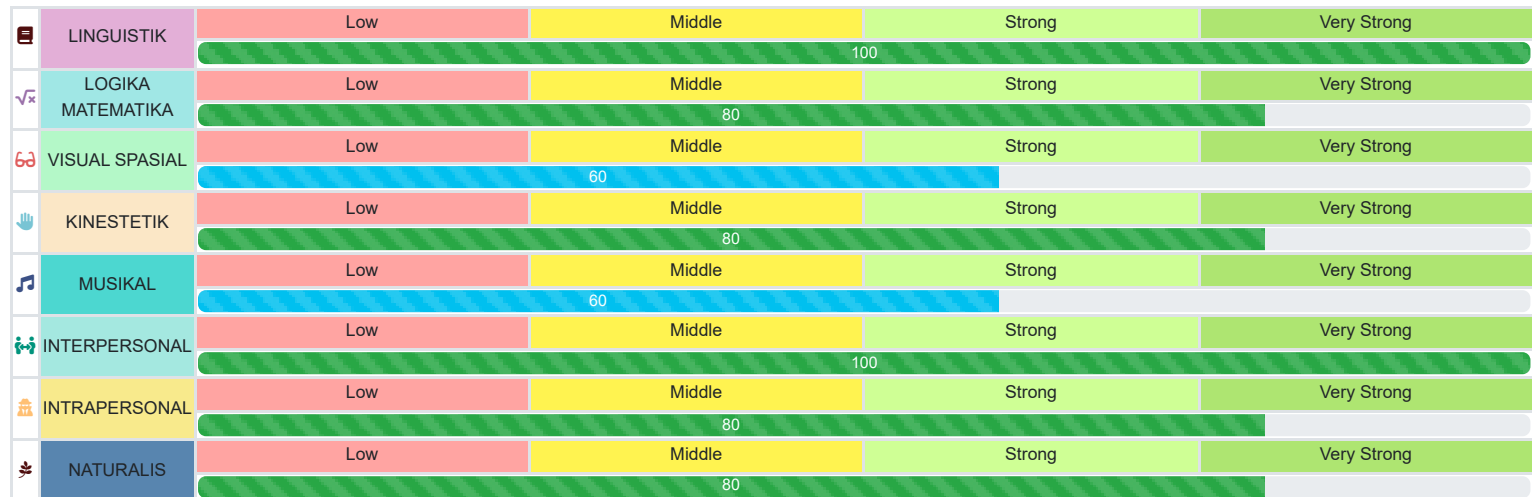 Low Middle Strong Very Strong
LINGUISTIK
100
LOGIKA
MATEMATIKA
Low Middle Strong Very Strong
80
Low Middle Strong Very Strong
VISUAL SPASIAL
60
Low Middle Strong Very Strong
KINESTETIK
80
Low Middle Strong Very Strong
MUSIKAL
60
Low Middle Strong Very Strong
INTERPERSONAL
100
Low Middle Strong Very Strong
INTRAPERSONAL
80
Low Middle Strong Very Strong
NATURALIS
80